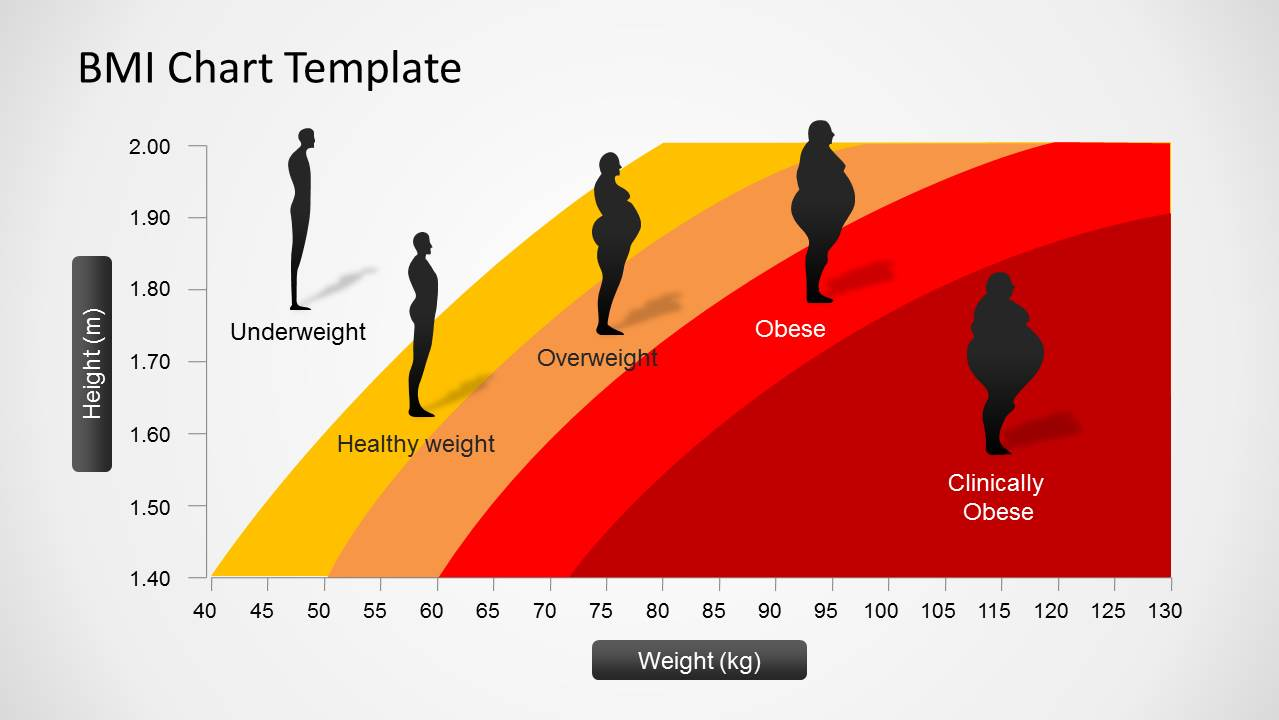 BMI Chart Template
2.00
1.90
1.80
1.70
1.60
1.50
1.40
Height (m)
Underweight
Healthy weight
Overweight
Obese
Clinically
Obese
40 45 50 55 60 65 70 75 80 85 90 95 100 105 115 120 125 130
Weight (kg)